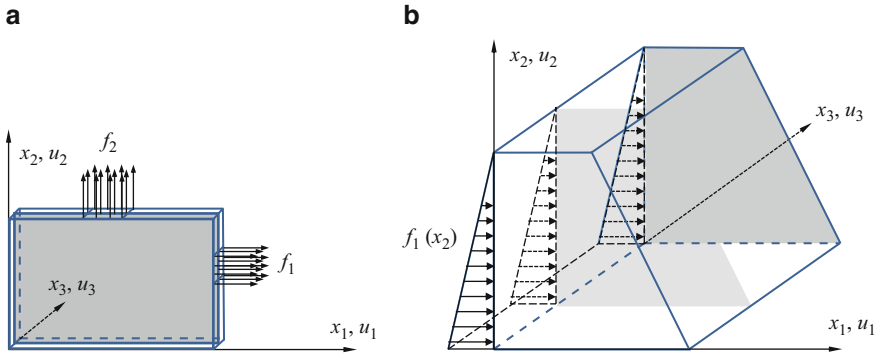 a
x2, u2
f2
f1
x3, u3
x1, u1
b
x2, u2
x3, u3
f1 (x2)
x1, u1